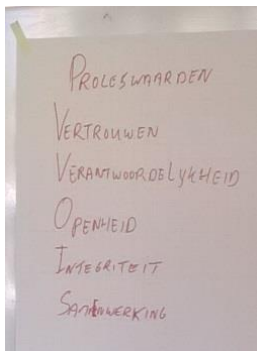 PROCESWAARDEN
VERTROUWEN
VERANTWOORDELYKHEID
OPENHEID
INTEGRITEIT
SAMENWERKING